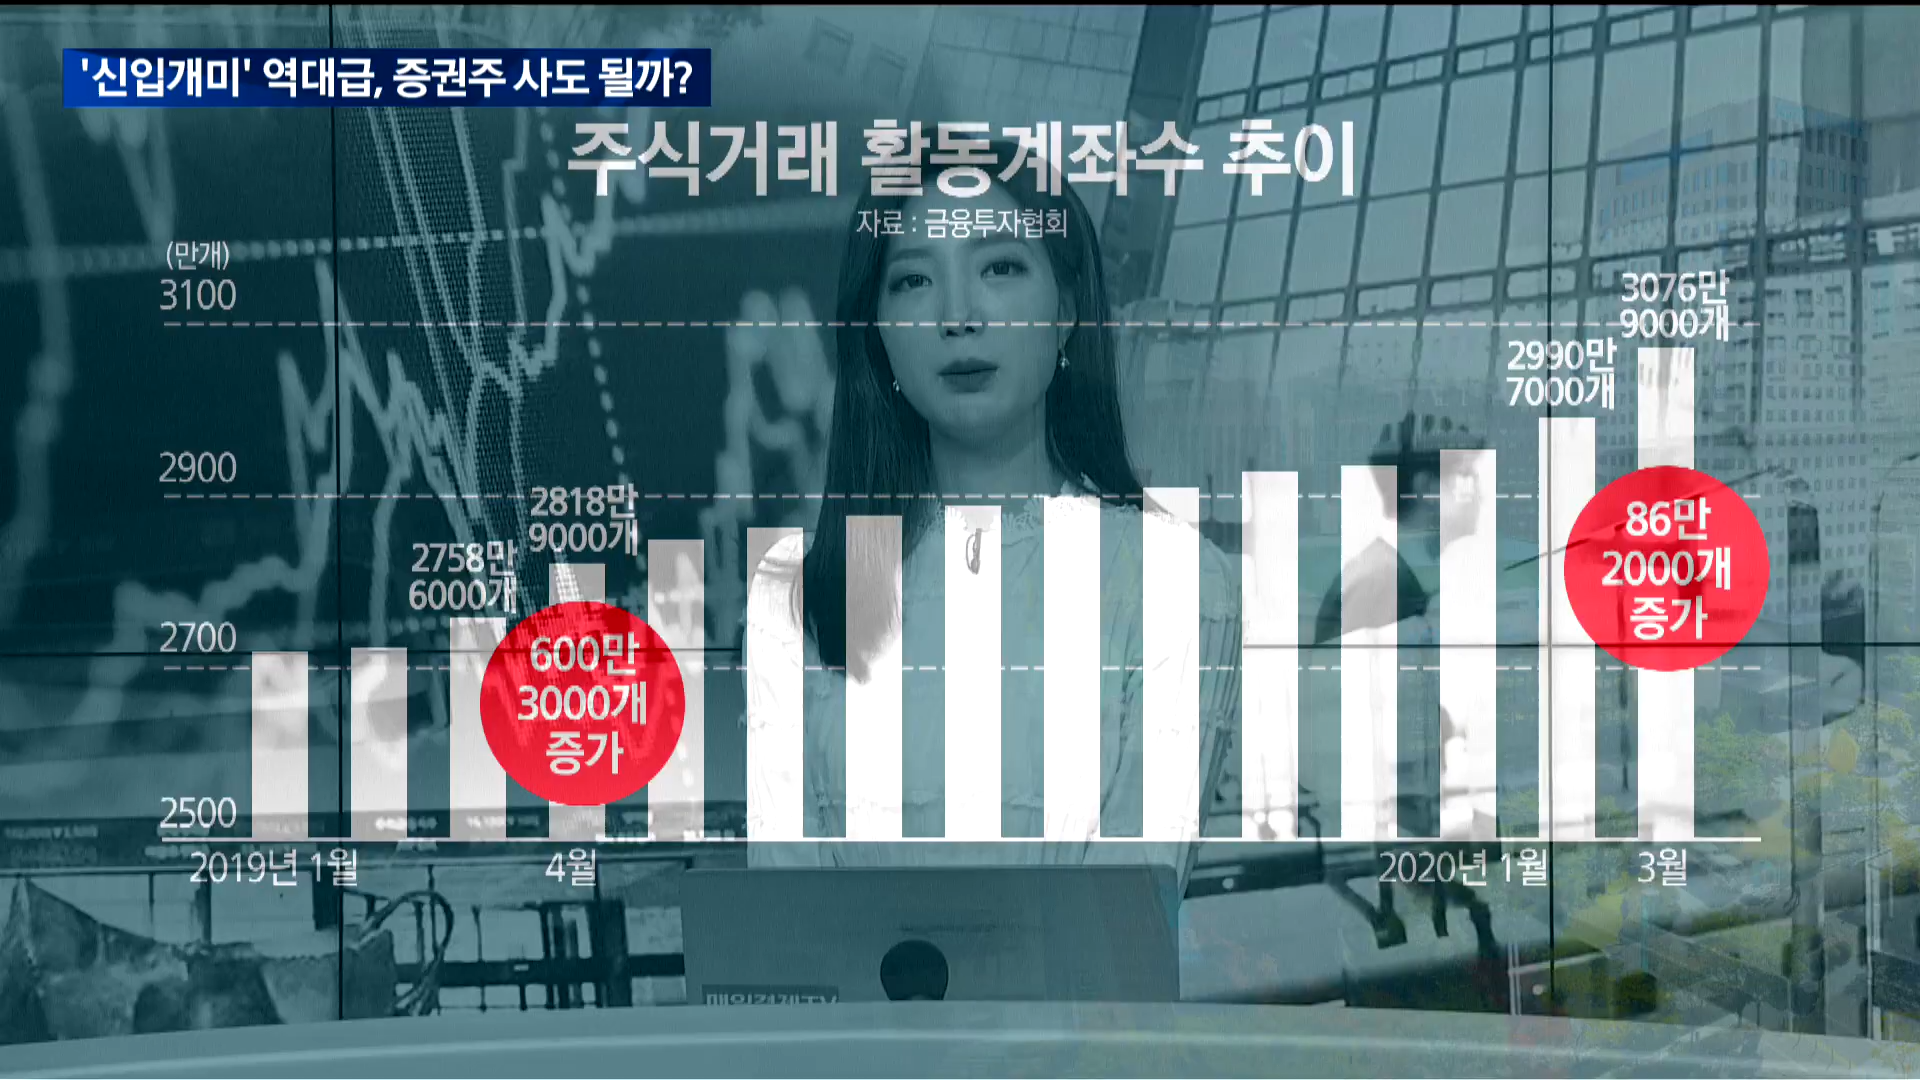 '신입개미' 역대급, 증권주 사도 될까?
주식거래 활동계좌수 추이
자료 : 금융투자협회
(만개)
3100
2900
2700
2500
2758만
6000개
2818만
9000개
2990만
7000개
3076만
9000개
600만
3000개
증가
86만
2000개
증가
2019년 1월
4월
2020년 1월
3월
매일경제TV